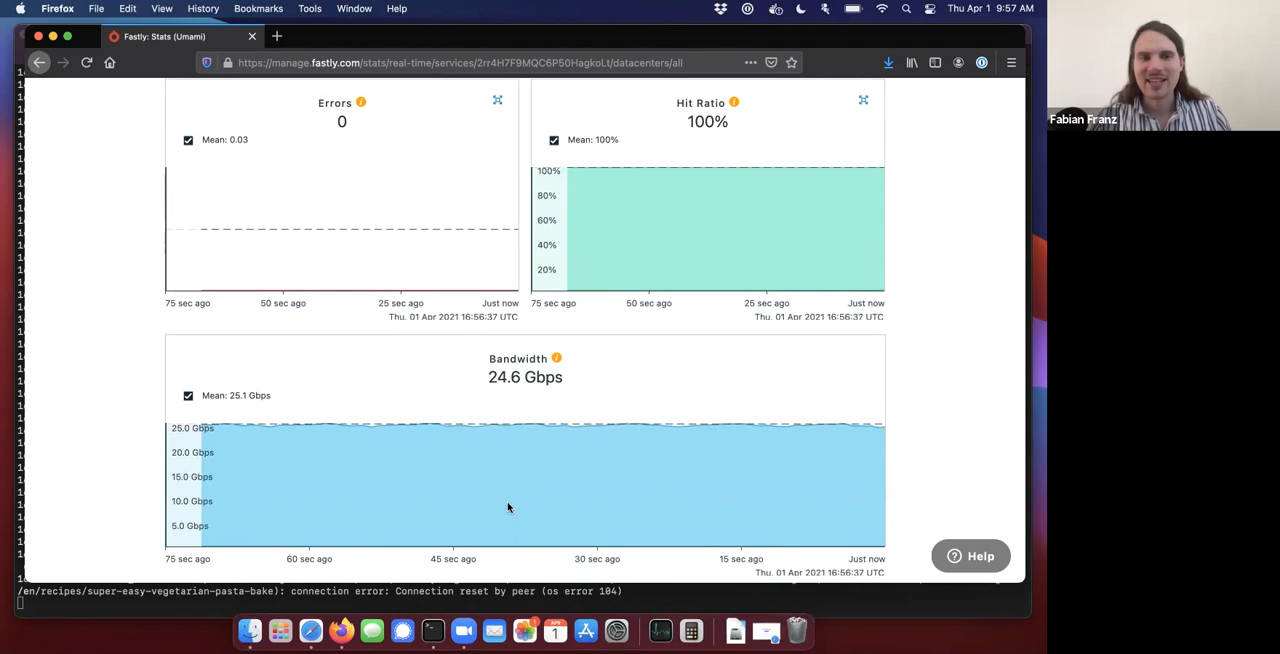 Firefox File Edit View History Bookmarks Tools Window Help Thu Apr 1 9:57 AM
Fastly: Stats (Umami)
https://manage.fastly.com/stats/real-time/services/2rr4H7F9MQC6P50HagkoLt/datacenters/all
Errors
0
Mean: 0.03
75 sec ago 50 sec ago 25 sec ago Just now
Thu, 01 Apr 2021 16:56:37 UTC
Hit Ratio
100%
Mean: 100%
100%
80%
60%
40%
20%
75 sec ago 50 sec ago 25 sec ago Just now
Thu, 01 Apr 2021 16:56:37 UTC
Bandwidth
24.6 Gbps
Mean: 25.1 Gbps
25.0 Gbps
20.0 Gbps
15.0 Gbps
10.0 Gbps
5.0 Gbps
75 sec ago 60 sec ago 45 sec ago 30 sec ago 15 sec ago Just now
Thu, 01 Apr 2021 16:56:37 UTC
Help
/en/recipes/super-easy-vegetarian-pasta-bake): connection error: Connection reset by peer (os error 104)
1
APR
1
Fabian Franz